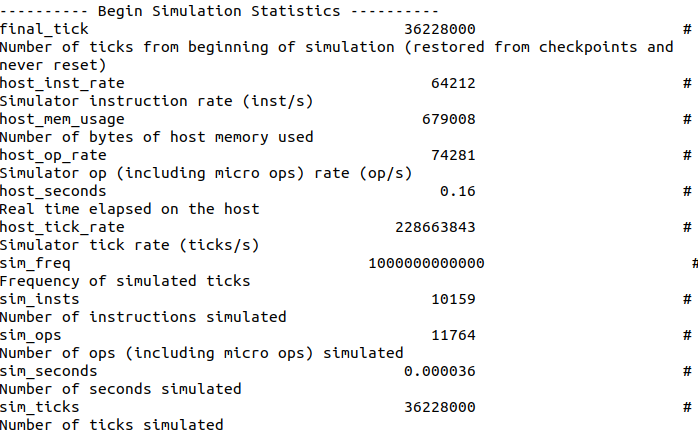 ---------- Begin Simulation Statistics ----------
final_tick 36228000 #
Number of ticks from beginning of simulation (restored from checkpoints and
never reset)
host_inst_rate 64212 #
Simulator instruction rate (inst/s)
host_mem_usage 679008 #
Number of bytes of host memory used
host_op_rate 74281 #
Simulator op (including micro ops) rate (op/s)
host_seconds 0.16 #
Real time elapsed on the host
host_tick_rate 228663843 #
Simulator tick rate (ticks/s)
sim_freq 1000000000000 #
Frequency of simulated ticks
sim_insts 10159 #
Number of instructions simulated
sim_ops 11764 #
Number of ops (including micro ops) simulated
sim_seconds 0.000036 #
Number of seconds simulated
sim_ticks 36228000 #
Number of ticks simulated